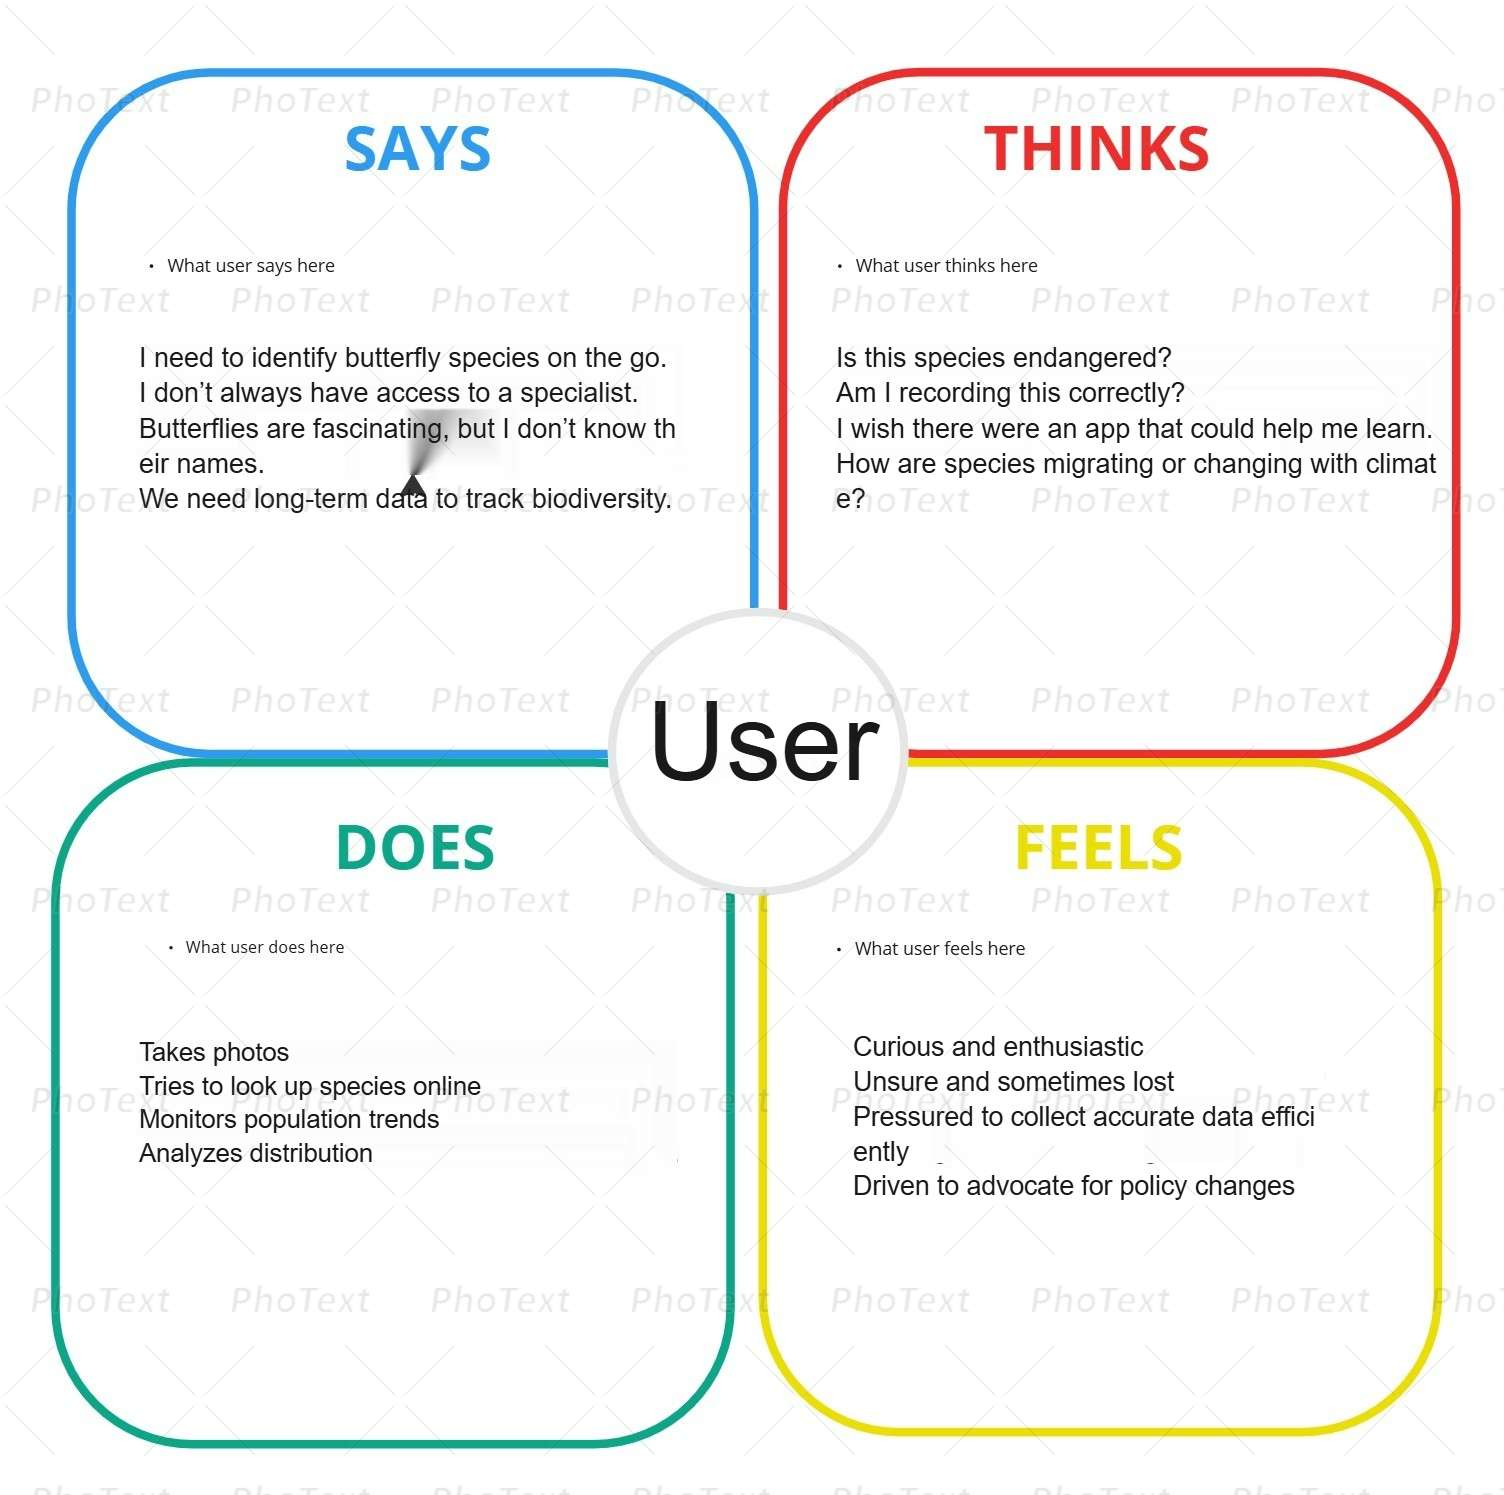 SAYS
• What user says here
I need to identify butterfly species on the go.
I don’t always have access to a specialist.
Butterflies are fascinating, but I don’t know th
eir names.
We need long-term data to track biodiversity.
THINKS
• What user thinks here
Is this species endangered?
Am I recording this correctly?
I wish there were an app that could help me learn.
How are species migrating or changing with climat
e?
User
DOES
• What user does here
Takes photos
Tries to look up species online
Monitors population trends
Analyzes distribution
FEELS
• What user feels here
Curious and enthusiastic
Unsure and sometimes lost
Pressured to collect accurate data effici
ently
Driven to advocate for policy changes
PhoText